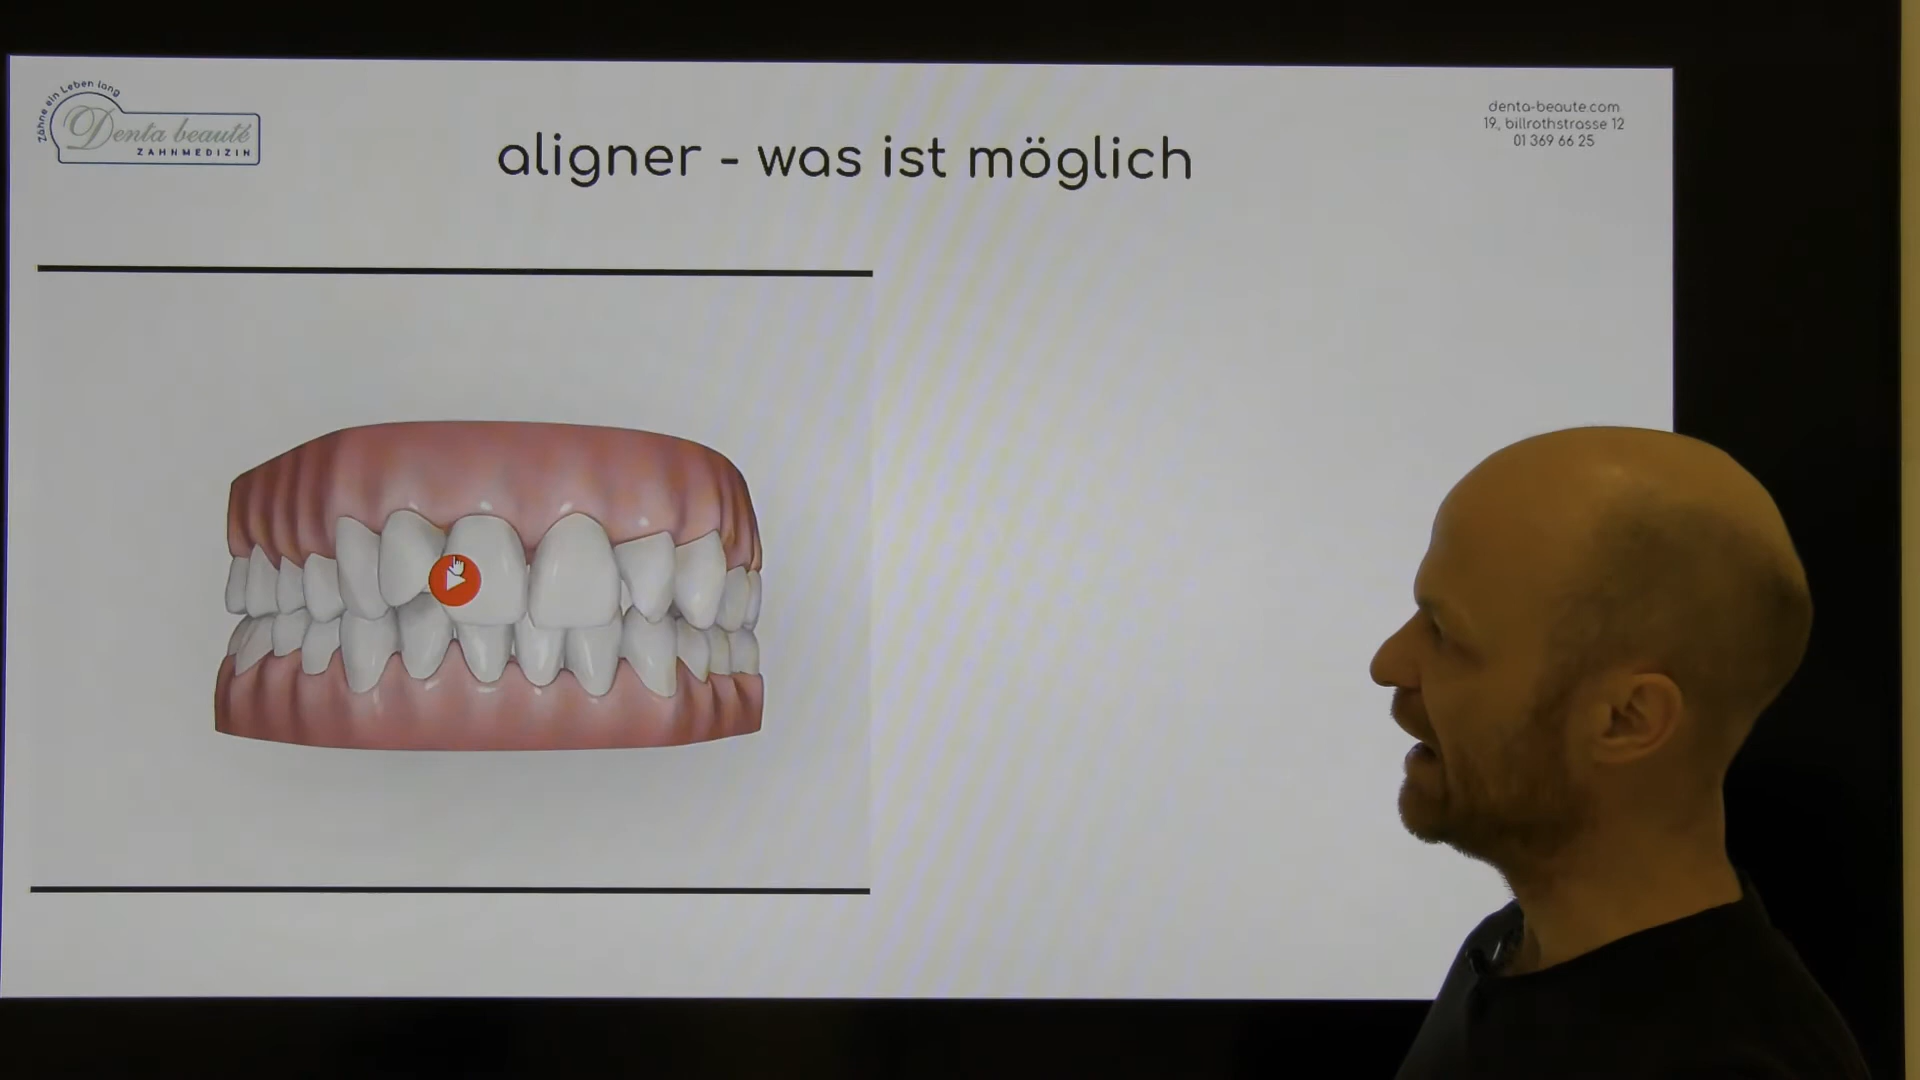 zähne ein Leben lang
Denta beauté
ZAHNMEDIZIN
aligner - was ist möglich
denta-beaute.com
19., billrothstrasse 12
01 369 66 25